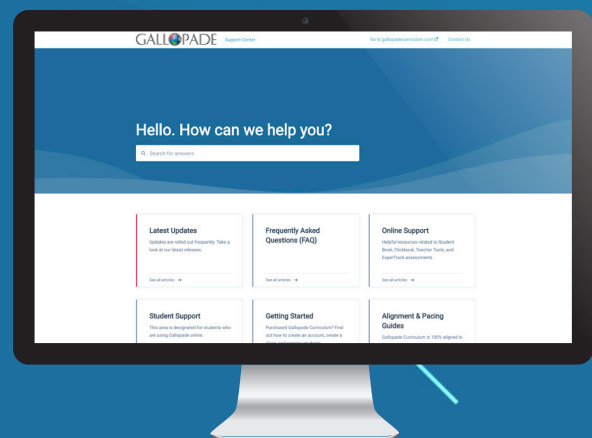 GALLOPADE Support Center Go to gallopadecurriculum.com Contact Us
Hello. How can we help you?
Search for answers
Latest Updates
Updates are rolled out frequently. Take a
look at our latest releases.
See all articles
Frequently Asked
Questions (FAQ)
See all articles
Online Support
Helpful resources related to Student
Book, Clickbook, Teacher Tools, and
ExperTrack assessments.
See all articles
Student Support
This area is designated for students who
are using Gallopade online.
Getting Started
Purchased Gallopade Curriculum? Find
out how to create an account, create a
Alignment & Pacing
Guides
Gallopade Curriculum is 100% aligned to